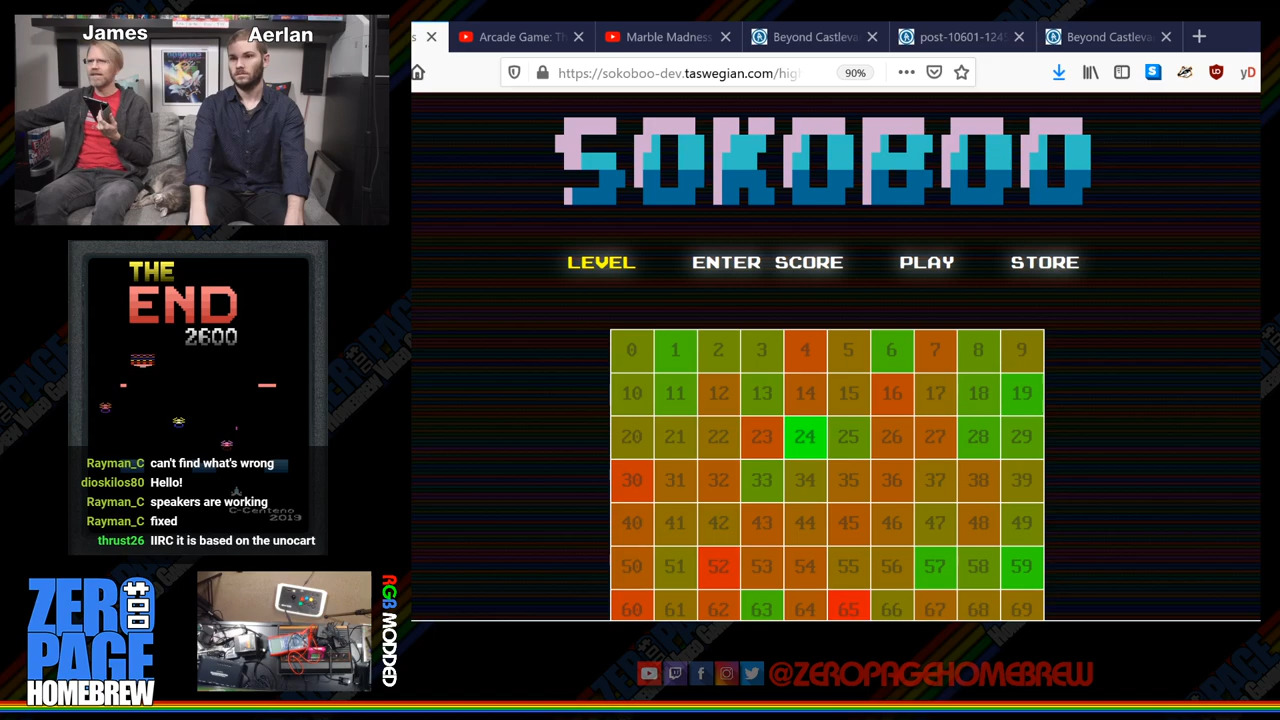 James
Aerlan
s
Arcade Game: Th
Marble Madness
Beyond Castleva
post-10601-124
Beyond Castleva
https://sokoboo-dev.taswegian.com/hig
90%
SOKOBOO
LEVEL ENTER SCORE PLAY STORE
0 1 2 3 4 5 6 7 8 9
10 11 12 13 14 15 16 17 18 19
20 21 22 23 24 25 26 27 28 29
30 31 32 33 34 35 36 37 38 39
40 41 42 43 44 45 46 47 48 49
50 51 52 53 54 55 56 57 58 59
60 61 62 63 64 65 66 67 68 69
THE
END
2600
C-Centeno
2019
Rayman_C can't find what's wrong
dioskilos80 Hello!
Rayman_C speakers are working
Rayman_C fixed
thrust26 IIRC it is based on the unocart
ZERO
PAGE
HOMEBREW
RGB MODDED
@ZEROPAGEHOMEBREW